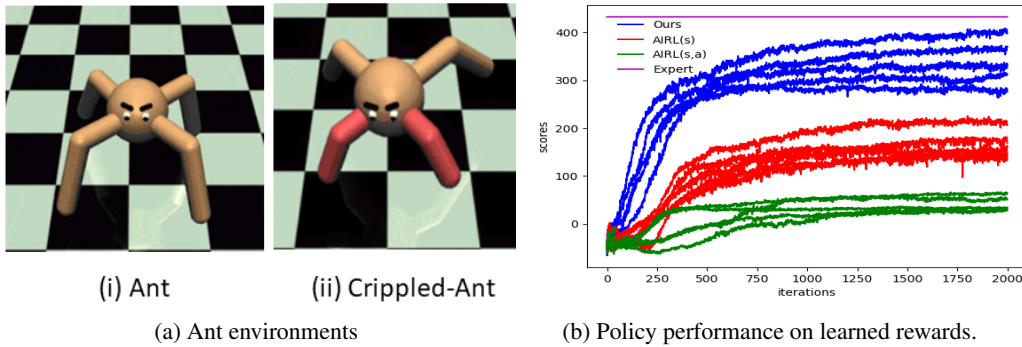 (i) Ant
(ii) Crippled-Ant
(a) Ant environments
Ours
AIRL(s)
AIRL(s,a)
Expert
400
300
200
100
0
scores
0 250 500 750 1000 1250 1500 1750 2000
iterations
(b) Policy performance on learned rewards.